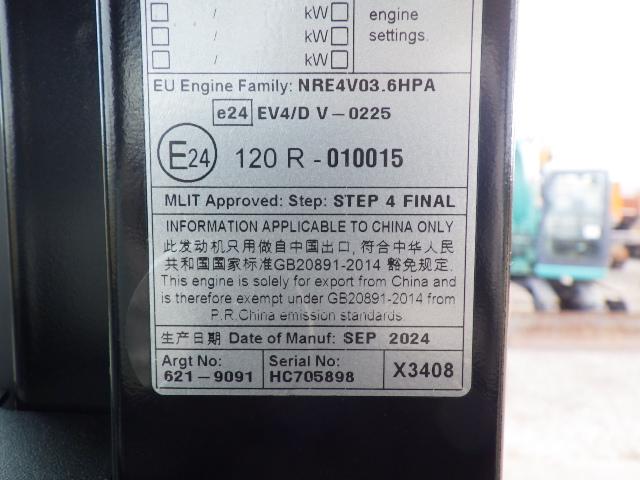 / kW
engine
/ kW
settings.
/ kW
EU Engine Family: NRE4V03.6HPA
e24 EV4/D V-0225
E24 120 R - 010015
MLIT Approved: Step: STEP 4 FINAL
INFORMATION APPLICABLE TO CHINA ONLY
此发动机只用做自中国出口, 符合中华人民
共和国国家标准GB20891-2014 豁免规定.
This engine is solely for export from China and
is therefore exempt under GB20891-2014 from
P.R.China emission standards.
生产日期 Date of Manuf: SEP 2024
Argt No:
621-9091
Serial No:
HC705898
X3408